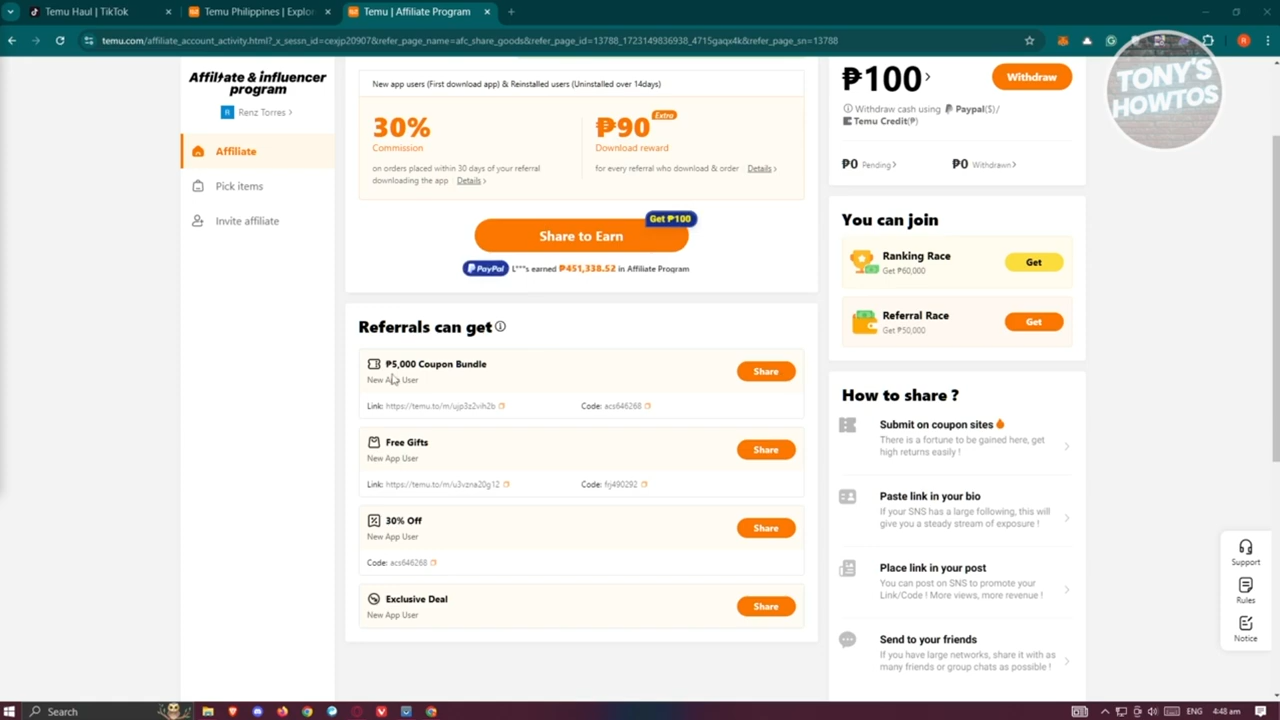 Temu Haul | TikTok
Temu Philippines | Explor
Temu | Affiliate Program
temu.com/affiliate_account_activity.html?_x_sessn_id=cexjp20907&refer_page_name=afc_share_goods&refer_page_id=13788_1723149836938_4715gaqx4k&refer_page_sn=13788
Affiliate & influencer
program
Renz Torres >
Affiliate
Pick items
Invite affiliate
New app users (First download app) & Reinstalled users (Uninstalled over 14days)
30%
Commission
on orders placed within 30 days of your referral
downloading the app Details >
₱90 Extra
Download reward
for every referral who download & order Details >
Get ₱100
Share to Earn
PayPal L***s earned ₱451,338.52 in Affiliate Program
Referrals can get
₱5,000 Coupon Bundle
New App User
Share
Link: https://temu.to/m/ujp3z2vih2b
Code: acs646268
Free Gifts
New App User
Share
Link: https://temu.to/m/u3vzna20g12
Code: frj490292
30% Off
New App User
Share
Code: acs646268
Exclusive Deal
New App User
Share
₱100 >
Withdraw
Withdraw cash using Paypal($)/
Temu Credit(₱)
₱0 Pending >
₱0 Withdrawn >
You can join
Ranking Race
Get ₱60,000
Get
Referral Race
Get ₱50,000
Get
How to share ?
Submit on coupon sites
There is a fortune to be gained here, get
high returns easily !
Paste link in your bio
If your SNS has a large following, this will
give you a steady stream of exposure !
Place link in your post
You can post on SNS to promote your
Link/Code ! More views, more revenue !
Send to your friends
If you have large networks, share it with as
many friends or group chats as possible !
Support
Rules
Notice
TONY'S
HOWTOS
Search
ENG
4:48 am